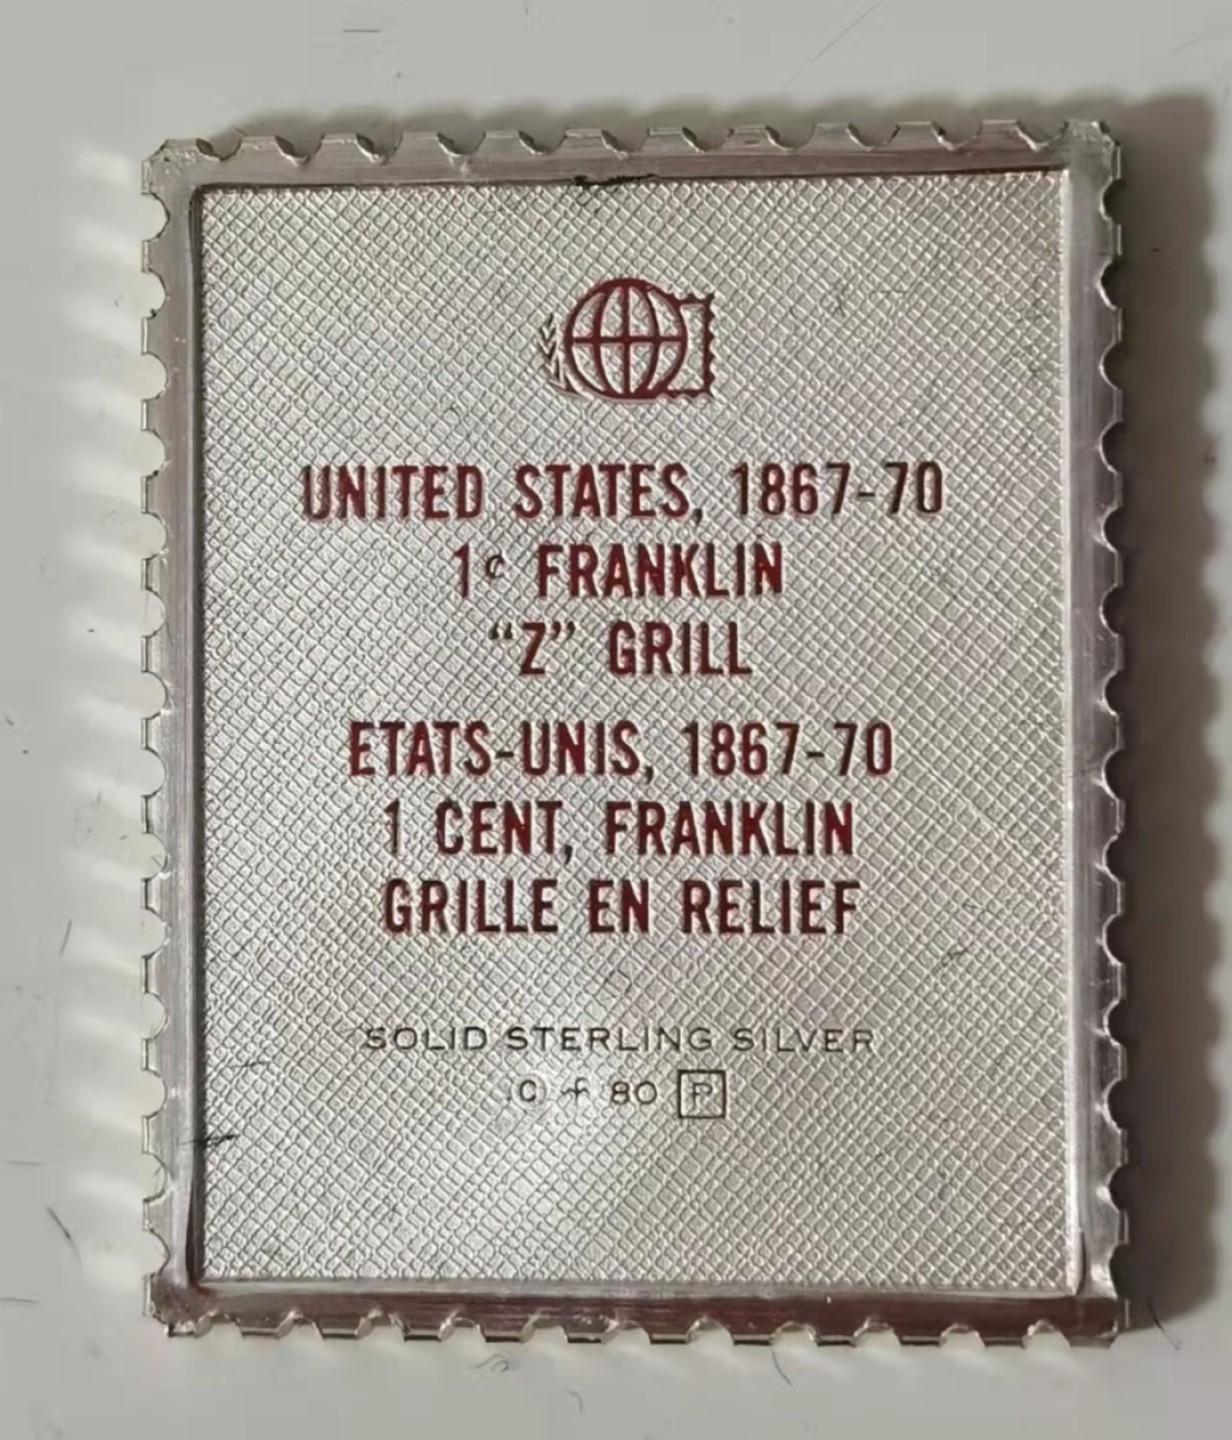 UNITED STATES, 1867-70
1¢ FRANKLIN
“Z” GRILL
ETATS-UNIS, 1867-70
1 CENT, FRANKLIN
GRILLE EN RELIEF
SOLID STERLING SILVER
80 P